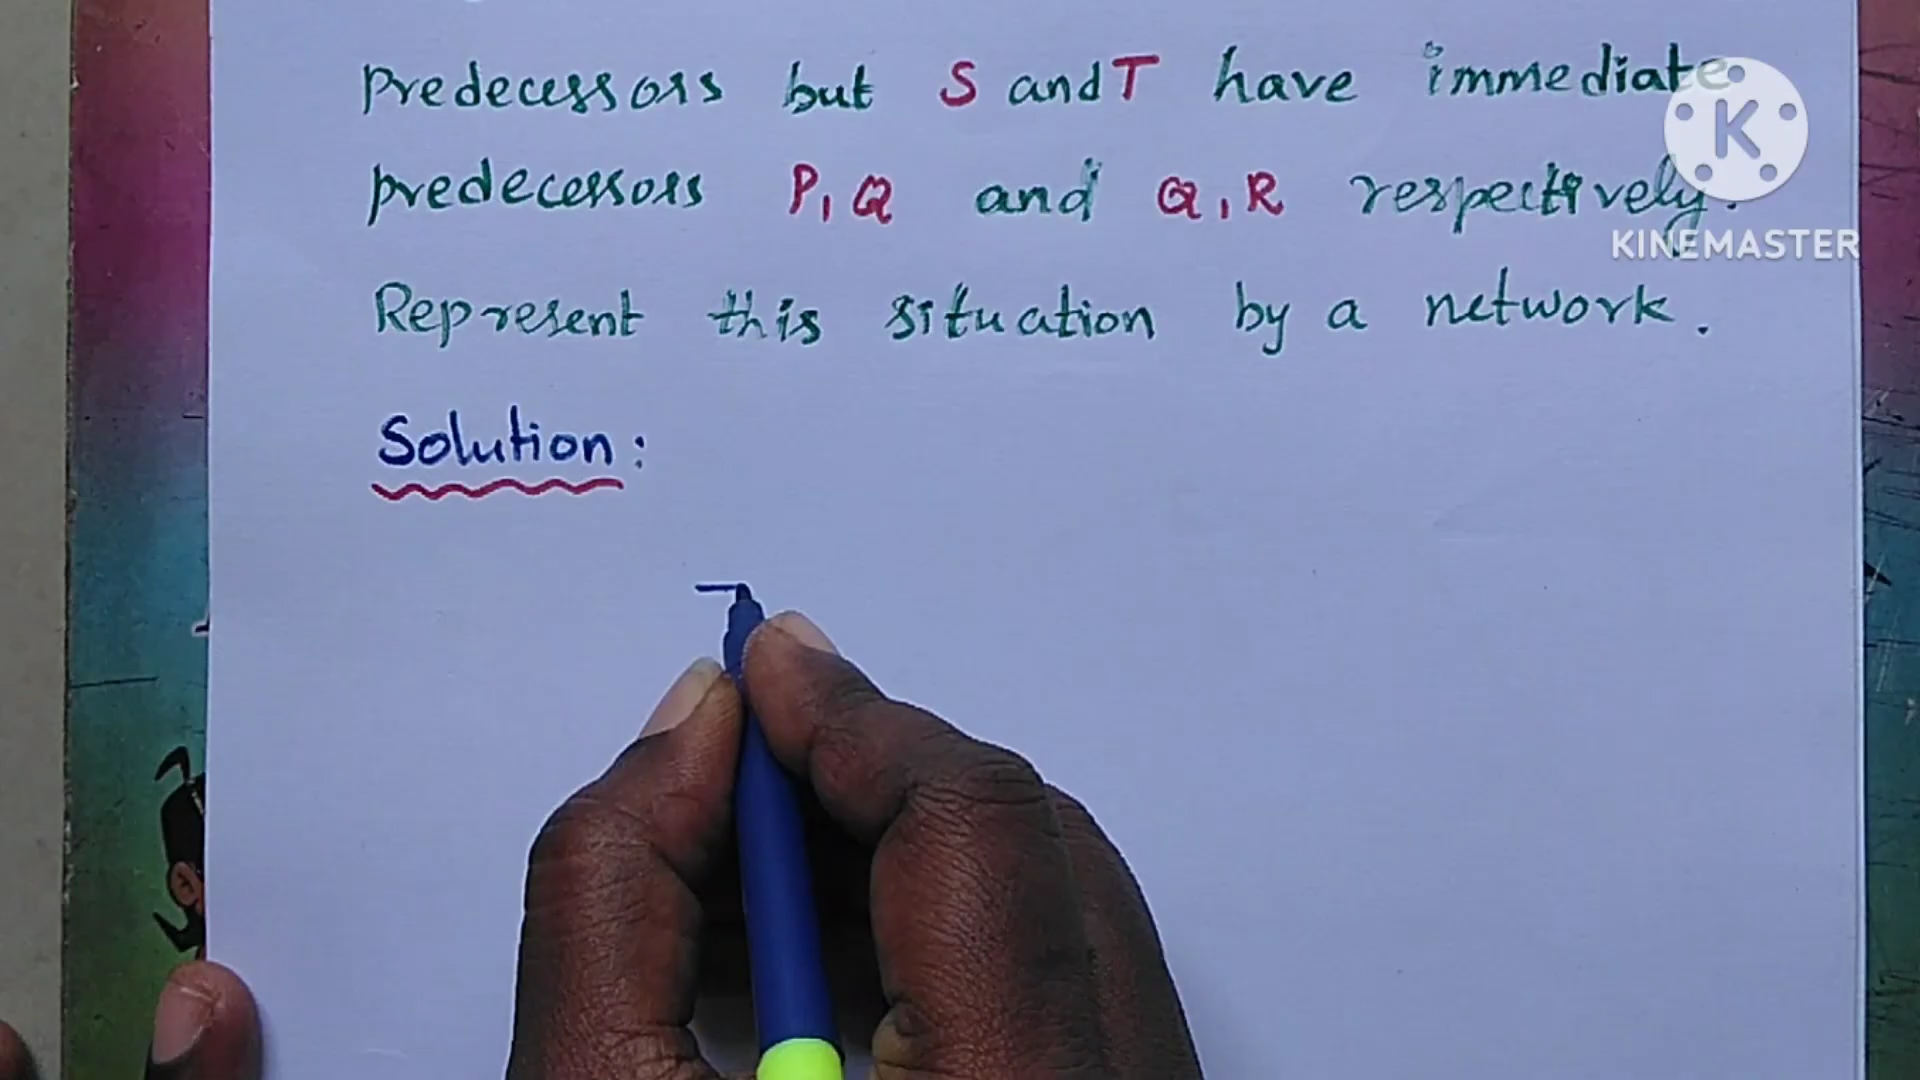 predecessors but S and T have immediate
predecessors P, Q and Q, R respectively.
Represent this situation by a network.
Solution:
K
KINEMASTER